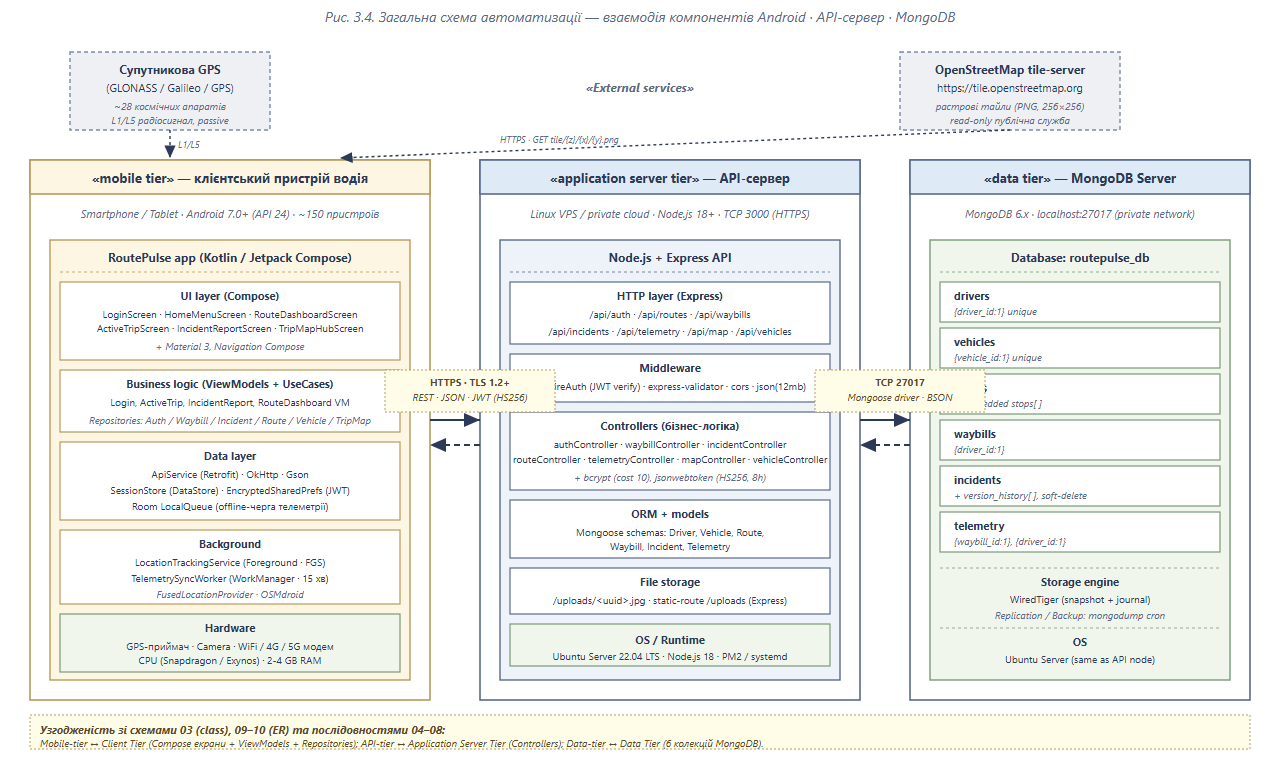 Рис. 3.4. Загальна схема автоматизації — взаємодія компонентів Android · API-сервер · MongoDB
Супутникова GPS
(GLONASS / Galileo / GPS)
~28 космічних апаратів
L1/L5 радіосигнал, passive
«External services»
OpenStreetMap tile-server
https://tile.openstreetmap.org
растрові тайли (PNG, 256×256)
read-only публічна служба
L1/L5
HTTPS · GET tile/{z}/{x}/{y}.png
«mobile tier» — клієнтський пристрій водія
Smartphone / Tablet · Android 7.0+ (API 24) · ~150 пристроїв
RoutePulse app (Kotlin / Jetpack Compose)
UI layer (Compose)
LoginScreen · HomeMenuScreen · RouteDashboardScreen
ActiveTripScreen · IncidentReportScreen · TripMapHubScreen
+ Material 3, Navigation Compose
Business logic (ViewModels + UseCases)
Login, ActiveTrip, IncidentReport, RouteDashboard VM
Repositories: Auth / Waybill / Incident / Route / Vehicle / TripMap
Data layer
ApiService (Retrofit) · OkHttp · Gson
SessionStore (DataStore) · EncryptedSharedPrefs (JWT)
Room LocalQueue (offline-черга телеметрії)
Background
LocationTrackingService (Foreground · FGS)
TelemetrySyncWorker (WorkManager · 15 хв)
FusedLocationProvider · OSMdroid
Hardware
GPS-приймач · Camera · WiFi / 4G / 5G модем
CPU (Snapdragon / Exynos) · 2-4 GB RAM
HTTPS · TLS 1.2+
REST · JSON · JWT (HS256)
«application server tier» — API-сервер
Linux VPS / private cloud · Node.js 18+ · TCP 3000 (HTTPS)
Node.js + Express API
HTTP layer (Express)
/api/auth · /api/routes · /api/waybills
/api/incidents · /api/telemetry · /api/map · /api/vehicles
Middleware
(JWT verify) · express-validator · cors · json(12mb)
Controllers (бізнес-логіка)
authController · waybillController · incidentController
routeController · telemetryController · mapController · vehicleController
+ bcrypt (cost 10), jsonwebtoken (HS256, 8h)
ORM + models
Mongoose schemas: Driver, Vehicle, Route,
Waybill, Incident, Telemetry
File storage
/uploads/<uuid>.jpg · static-route /uploads (Express)
OS / Runtime
Ubuntu Server 22.04 LTS · Node.js 18 · PM2 / systemd
TCP 27017
Mongoose driver · BSON
«data tier» — MongoDB Server
MongoDB 6.x · localhost:27017 (private network)
Database: routepulse_db
drivers
{driver_id:1} unique
vehicles
{vehicle_id:1} unique
stops[ ]
waybills
{driver_id:1}
incidents
+ version_history[ ], soft-delete
telemetry
{waybill_id:1}, {driver_id:1}
Storage engine
WiredTiger (snapshot + journal)
Replication / Backup: mongodump cron
OS
Ubuntu Server (same as API node)
Узгодженість зі схемами 03 (class), 09–10 (ER) та послідовностями 04–08:
Mobile-tier ↔ Client Tier (Compose екрани + ViewModels + Repositories); API-tier ↔ Application Server Tier (Controllers); Data-tier ↔ Data Tier (6 колекцій MongoDB).